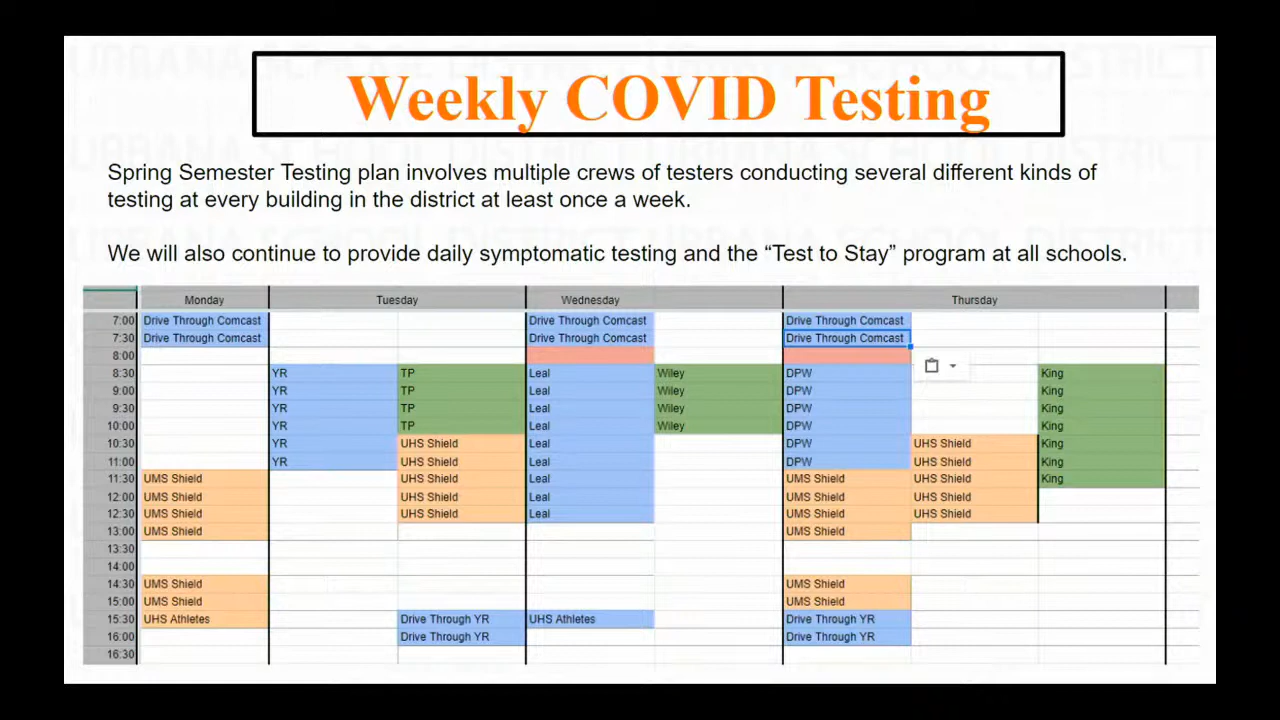 Weekly COVID Testing
Spring Semester Testing plan involves multiple crews of testers conducting several different kinds of
testing at every building in the district at least once a week.
We will also continue to provide daily symptomatic testing and the “Test to Stay” program at all schools.
Monday Tuesday Wednesday Thursday
7:00 Drive Through Comcast Drive Through Comcast Drive Through Comcast
7:30 Drive Through Comcast Drive Through Comcast Drive Through Comcast
8:00
8:30 YR TP Leal Wiley DPW King
9:00 YR TP Leal Wiley DPW King
9:30 YR TP Leal Wiley DPW King
10:00 YR TP Leal Wiley DPW King
10:30 YR UHS Shield Leal DPW UHS Shield King
11:00 YR UHS Shield Leal DPW UHS Shield King
11:30 UMS Shield UHS Shield Leal UMS Shield UHS Shield King
12:00 UMS Shield UHS Shield Leal UMS Shield UHS Shield
12:30 UMS Shield UHS Shield Leal UMS Shield UHS Shield
13:00 UMS Shield UMS Shield
13:30
14:00
14:30 UMS Shield UMS Shield
15:00 UMS Shield UMS Shield
15:30 UHS Athletes Drive Through YR UHS Athletes Drive Through YR
16:00 Drive Through YR Drive Through YR
16:30